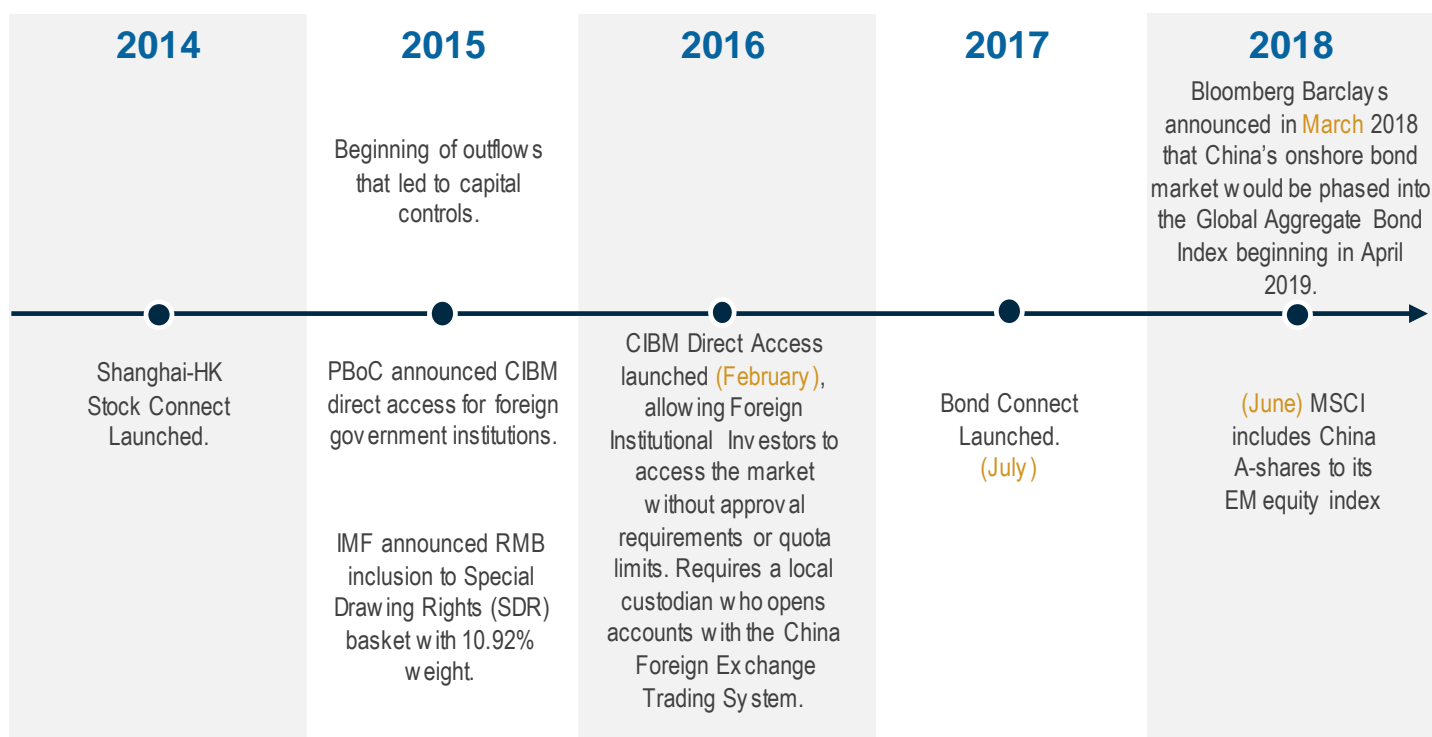 2014
Shanghai-HK
Stock Connect
Launched.
2015
Beginning of outflows
that led to capital
controls.
PBoC announced CIBM
direct access for foreign
government institutions.
IMF announced RMB
inclusion to Special
Drawing Rights (SDR)
basket with 10.92%
weight.
2016
CIBM Direct Access
launched (February),
allowing Foreign
Institutional Investors to
access the market
without approval
requirements or quota
limits. Requires a local
custodian who opens
accounts with the China
Foreign Exchange
Trading System.
2017
Bond Connect
Launched.
(July)
2018
Bloomberg Barclays
announced in March 2018
that China’s onshore bond
market would be phased into
the Global Aggregate Bond
Index beginning in April
2019.
(June) MSCI
includes China
A-shares to its
EM equity index